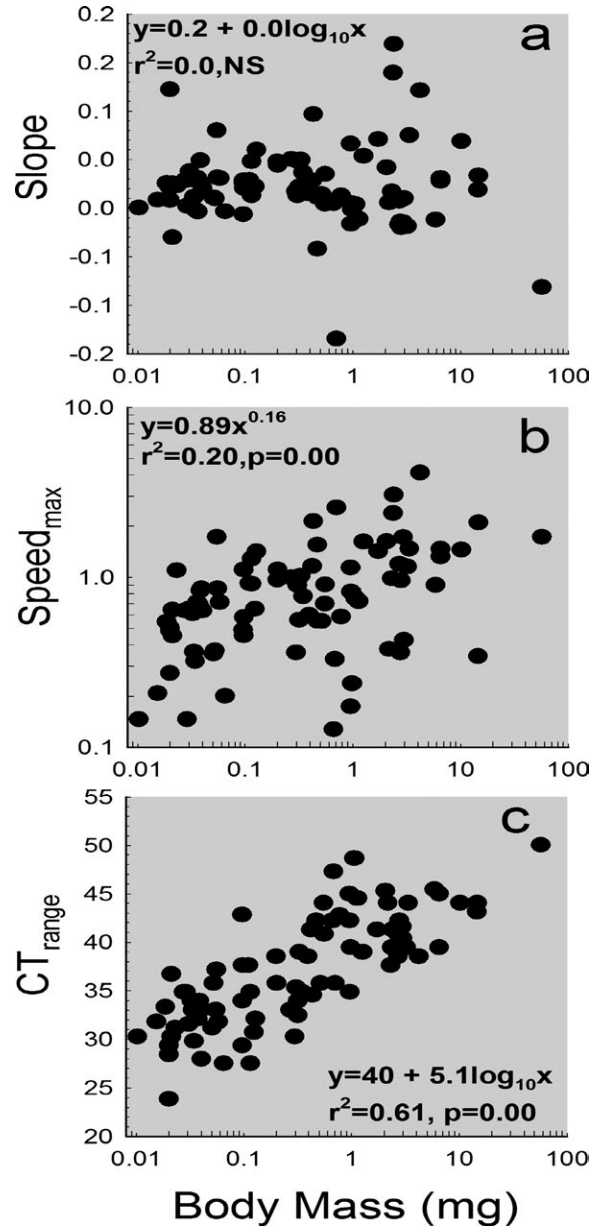 y=0.2 + 0.0log10x
a
r2=0.0,NS
Slope
0.2
0.2
0.1
0.0
0.0
-0.1
-0.1
-0.2
0.01 0.1 1 10 100
y=0.89x0.16
b
r2=0.20,p=0.00
Speedmax
10.0
1.0
0.1
0.01 0.1 1 10 100
c
CTrange
55
50
45
40
35
30
25
20
y=40 + 5.1log10x
r2=0.61, p=0.00
0.01 0.1 1 10 100
Body Mass (mg)